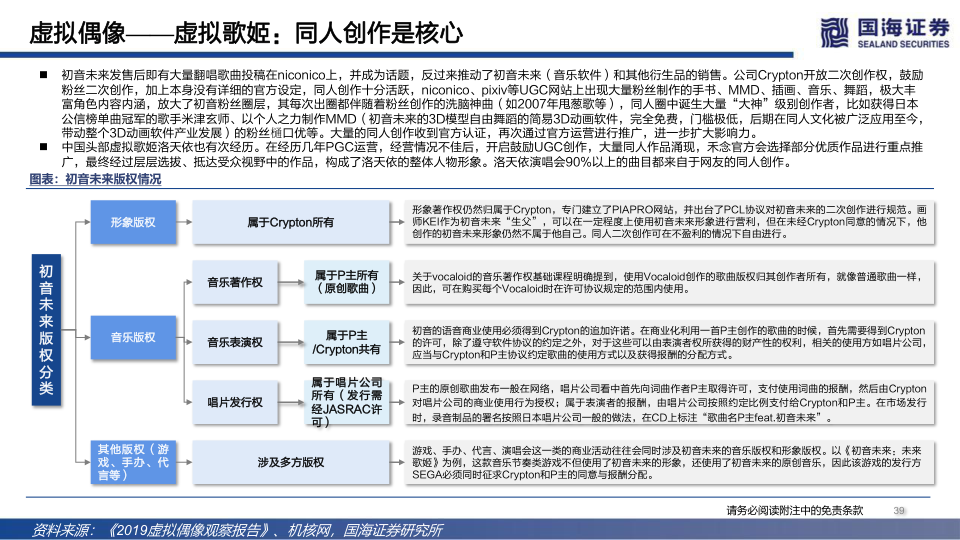 虚拟偶像——虚拟歌姬：同人创作是核心
国海证券
SEALAND SECURITIES
■ 初音未来发售后即有大量翻唱歌曲投稿在niconico上，并成为话题，反过来推动了初音未来（音乐软件）和其他衍生品的销售。公司Crypton开放二次创作权，鼓励
粉丝二次创作，加上本身没有详细的官方设定，同人创作十分活跃，niconico、pixiv等UGC网站上出现大量粉丝制作的手书、MMD、插画、音乐、舞蹈，极大丰
富角色内容内涵，放大了初音粉丝圈层，其每次出圈都伴随着粉丝创作的洗脑神曲（如2007年甩葱歌等），同人圈中诞生大量“大神”级别创作者，比如获得日本
公信榜单曲冠军的歌手米津玄师、以个人之力制作MMD（初音未来的3D模型自由舞蹈的简易3D动画软件，完全免费，门槛极低，后期在同人文化被广泛应用至今，
带动整个3D动画软件产业发展）的粉丝樋口优等。大量的同人创作收到官方认证，再次通过官方运营进行推广，进一步扩大影响力。
■ 中国头部虚拟歌姬洛天依也有次经历。在经历几年PGC运营，经营情况不佳后，开启鼓励UGC创作，大量同人作品涌现，禾念官方会选择部分优质作品进行重点推
广，最终经过层层选拔、抵达受众视野中的作品，构成了洛天依的整体人物形象。洛天依演唱会90%以上的曲目都来自于网友的同人创作。
图表：初音未来版权情况
初音未来版权分类
形象版权
属于Crypton所有
形象著作权仍然归属于Crypton，专门建立了PIAPRO网站，并出台了PCL协议对初音未来的二次创作进行规范。画
师KEI作为初音未来“生父”，可以在一定程度上使用初音未来形象进行营利，但在未经Crypton同意的情况下，他
创作的初音未来形象仍然不属于他自己。同人二次创作可在不盈利的情况下自由进行。
音乐版权
音乐著作权
属于P主所有
（原创歌曲）
关于vocaloid的音乐著作权基础课程明确提到，使用Vocaloid创作的歌曲版权归其创作者所有，就像普通歌曲一样，
因此，可在购买每个Vocaloid时在许可协议规定的范围内使用。
音乐表演权
属于P主
/Crypton共有
初音的语音商业使用必须得到Crypton的追加许诺。在商业化利用一首P主创作的歌曲的时候，首先需要得到Crypton
的许可，除了遵守软件协议的约定之外，对于这些可以由表演者权所获得的财产性的权利，相关的使用方如唱片公司，
应当与Crypton和P主协议约定歌曲的使用方式以及获得报酬的分配方式。
唱片发行权
属于唱片公司
所有（发行需
经JASRAC许
可）
P主的原创歌曲发布一般在网络，唱片公司看中首先向词曲作者P主取得许可，支付使用词曲的报酬，然后由Crypton
对唱片公司的商业使用行为授权；属于表演者的报酬，由唱片公司按照约定比例支付给Crypton和P主。在市场发行
时，录音制品的署名按照日本唱片公司一般的做法，在CD上标注“歌曲名P主feat.初音未来”。
其他版权（游
戏、手办、代
言等）
涉及多方版权
游戏、手办、代言、演唱会这一类的商业活动往往会同时涉及初音未来的音乐版权和形象版权。以《初音未来：未来
歌姬》为例，这款音乐节奏类游戏不但使用了初音未来的形象，还使用了初音未来的原创音乐，因此该游戏的发行方
SEGA必须同时征求Crypton和P主的同意与报酬分配。
请务必阅读附注中的免责条款
39
资料来源：《2019虚拟偶像观察报告》、机核网，国海证券研究所